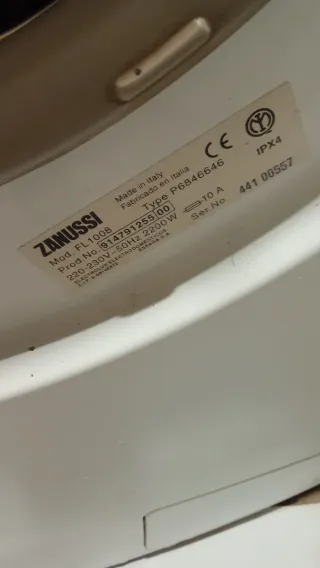 Made in Italy
Fabricado en Italia
CE
IPX4
ZANUSSI
Mod. FL1008
Type P6846646
Prod No. 914791255/00
220-230V~50Hz 2200W 10 A
Ser.No 441 00557